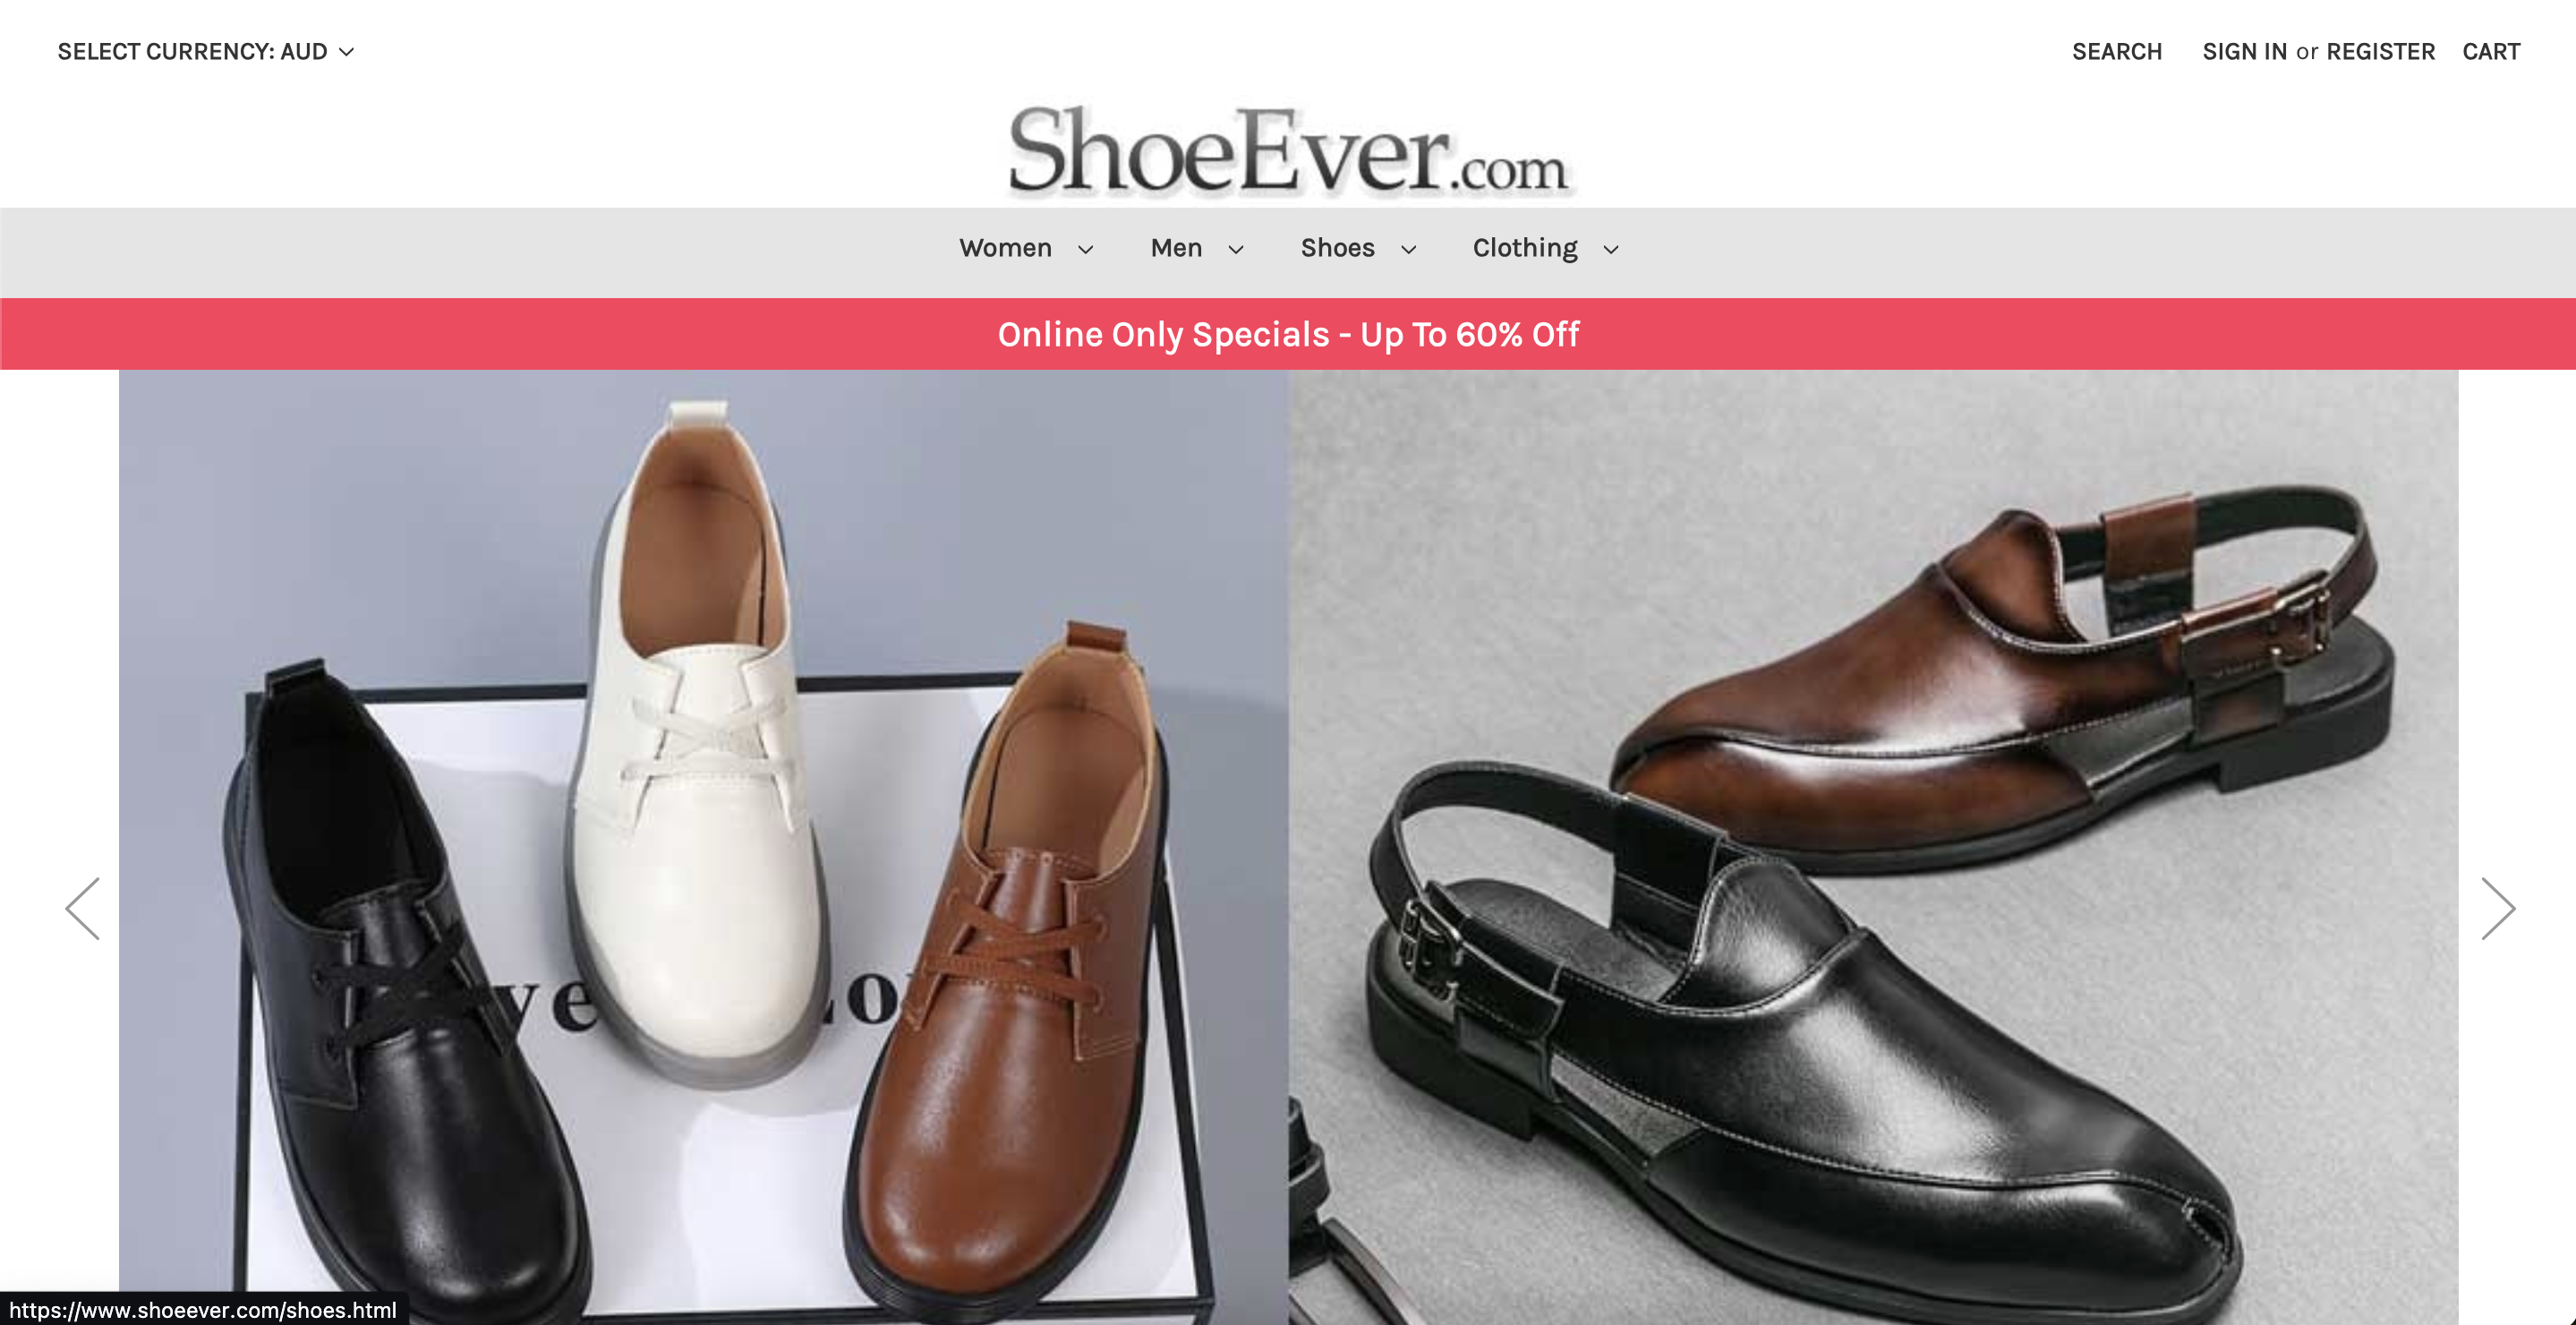 SELECT CURRENCY: AUD
SEARCH SIGN IN or REGISTER CART
ShoeEver.com
Women Men Shoes Clothing
Online Only Specials - Up To 60% Off
https://www.shoeever.com/shoes.html